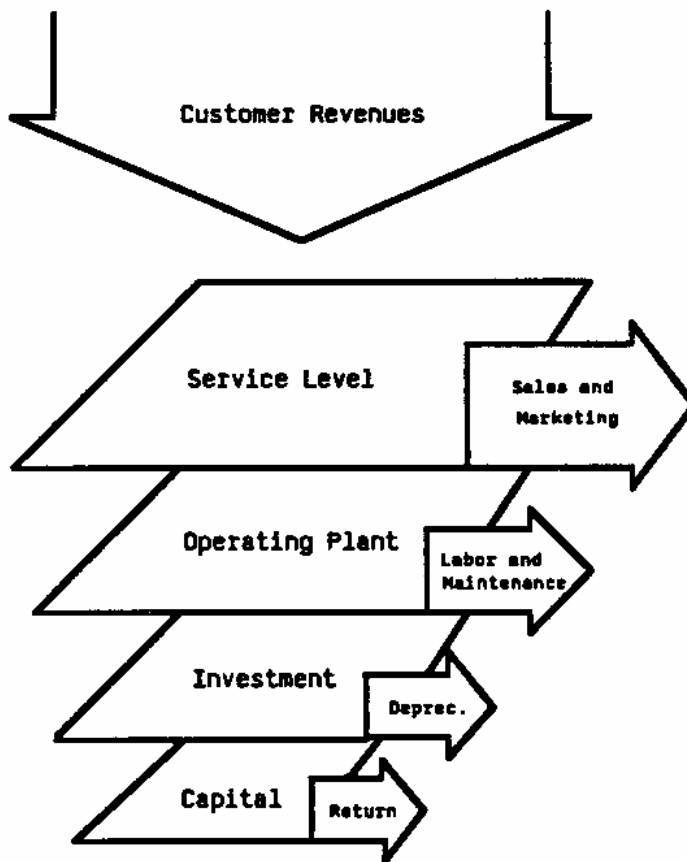 Customer Revenues
Service Level
Sales and
Marketing
Operating Plant
Labor and
Maintenance
Investment
Deprec.
Capital
Return